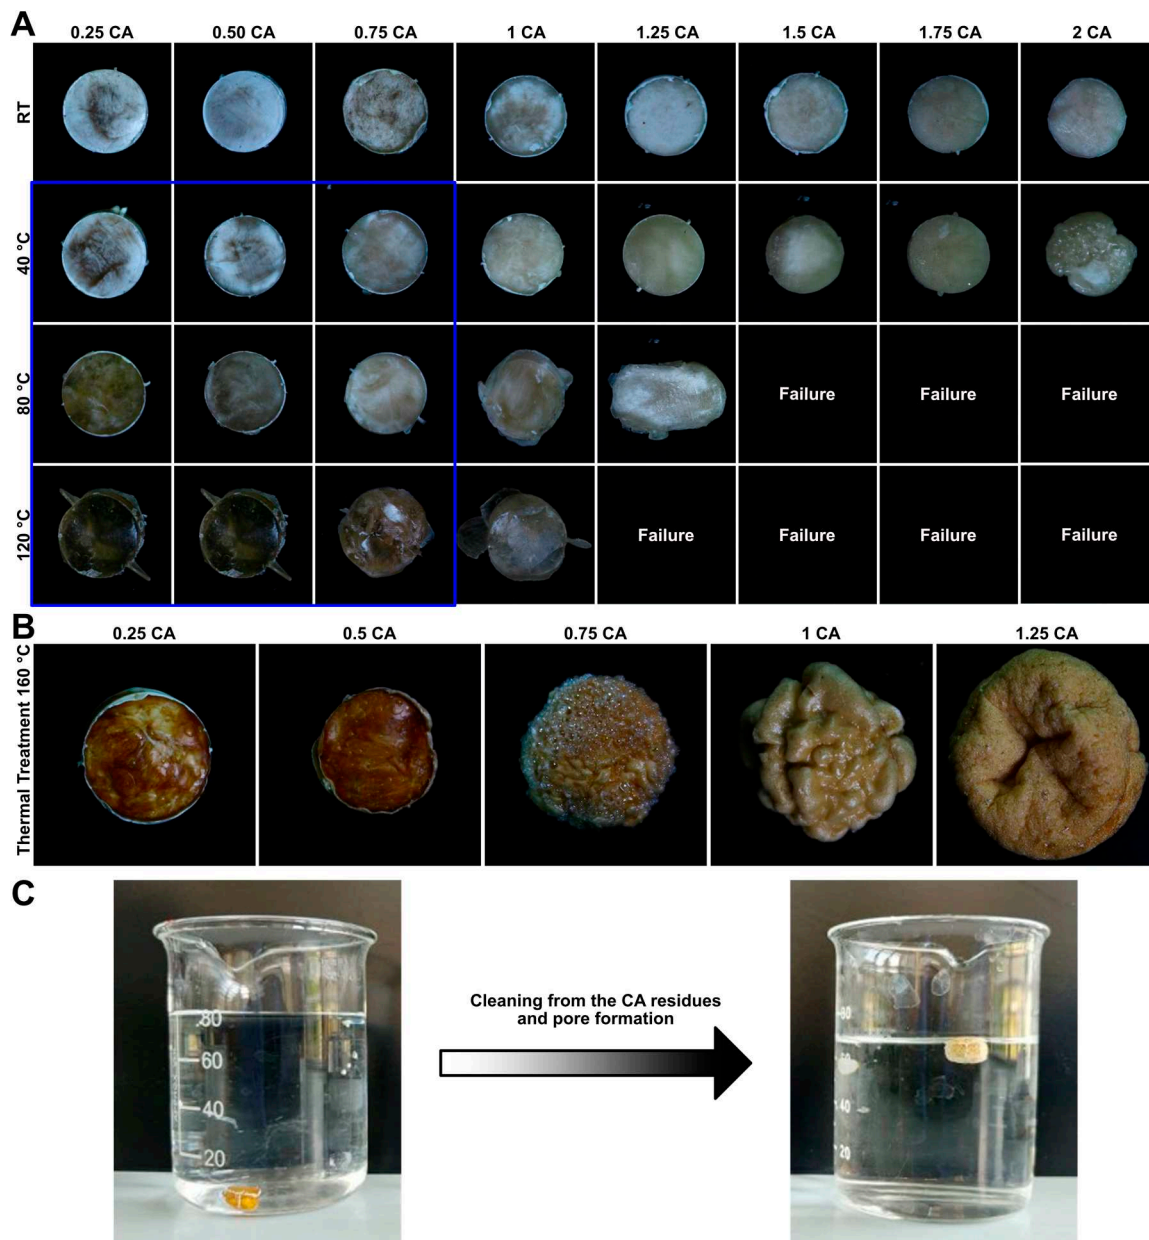 A
0.25 CA 0.50 CA 0.75 CA 1 CA 1.25 CA 1.5 CA 1.75 CA 2 CA
RT
40 °C
80 °C
Failure Failure Failure
120 °C
Failure Failure Failure Failure
B
0.25 CA 0.5 CA 0.75 CA 1 CA 1.25 CA
Thermal Treatment 160 °C
C
80
60
40
20
Cleaning from the CA residues
and pore formation
80
60
40
20